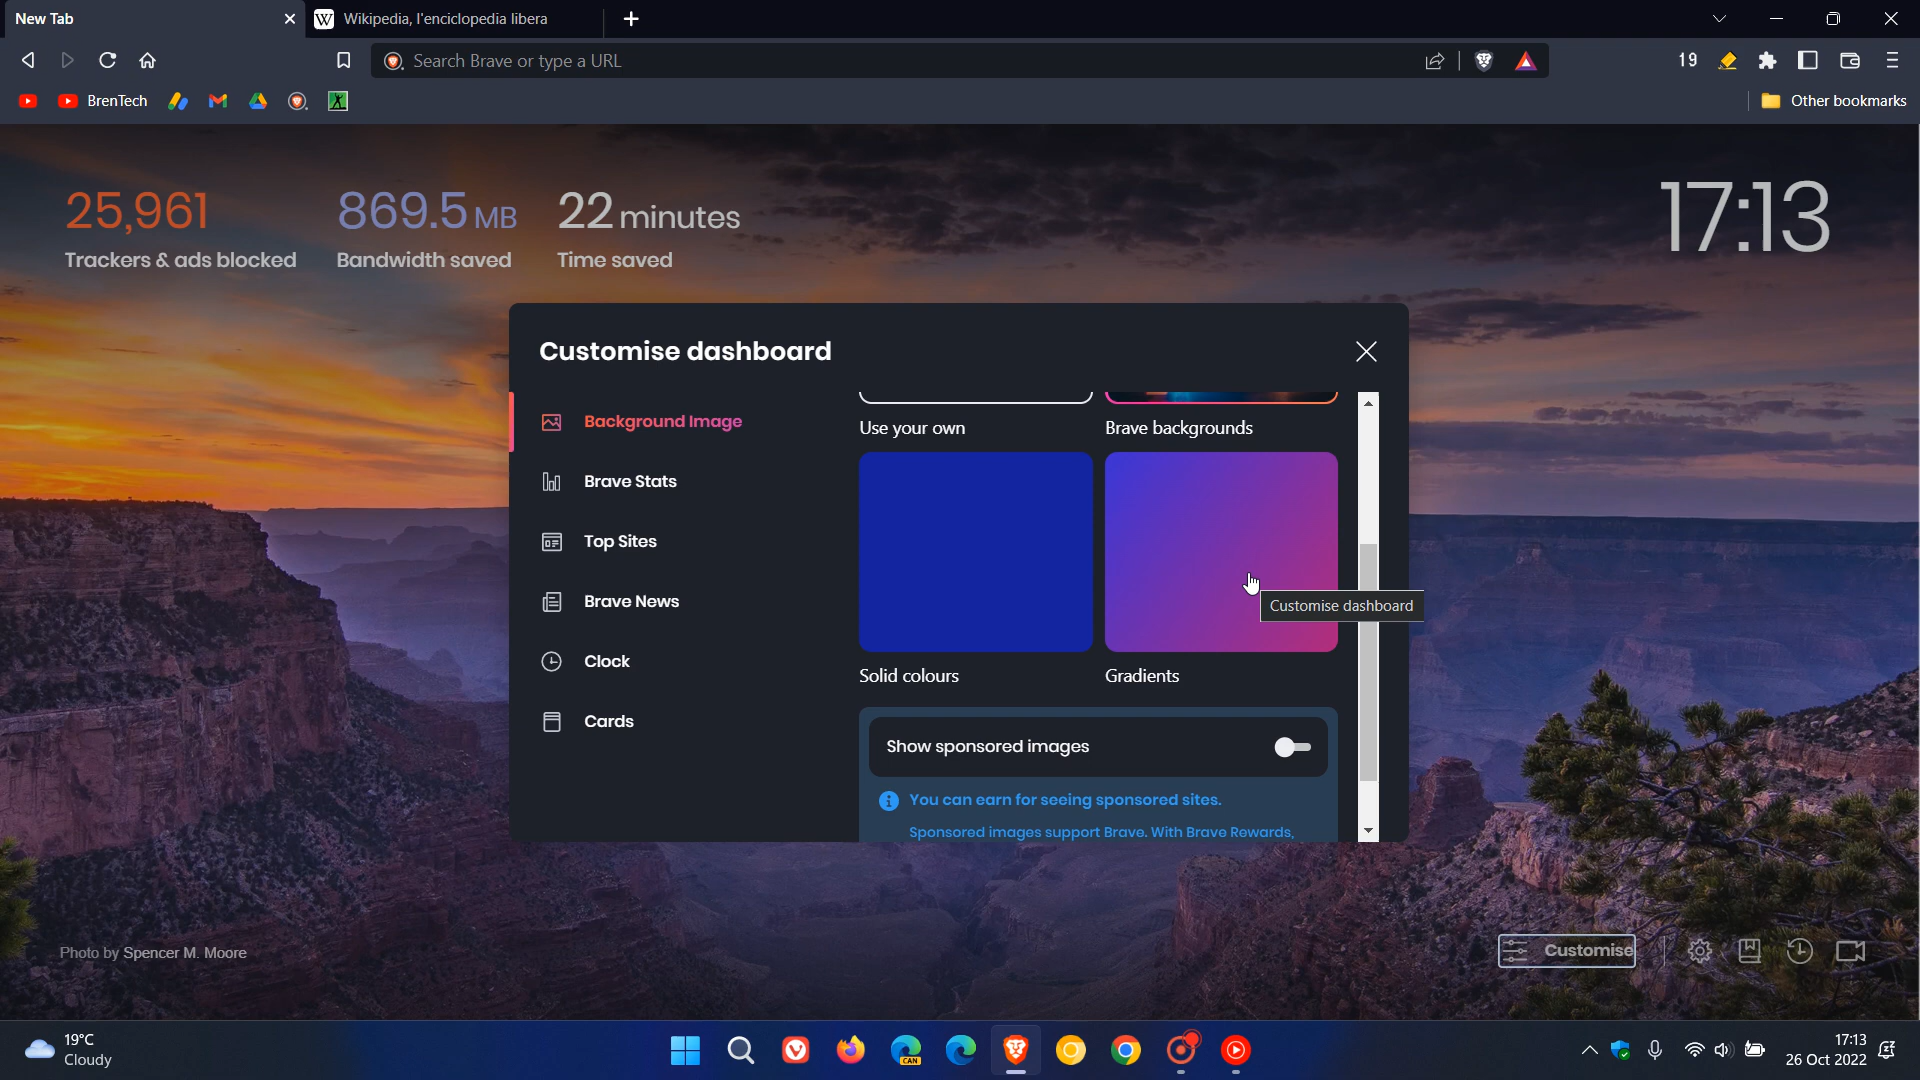 New Tab
Wikipedia, l'enciclopedia libera
Search Brave or type a URL
19
BrenTech
Other bookmarks
25,961
Trackers & ads blocked
869.5 MB
Bandwidth saved
22 minutes
Time saved
17:13
Customise dashboard
Background Image
Brave Stats
Top Sites
Brave News
Clock
Cards
Use your own
Brave backgrounds
Customise dashboard
Solid colours
Gradients
Show sponsored images
You can earn for seeing sponsored sites.
Sponsored images support Brave. With Brave Rewards,
Photo by Spencer M. Moore
Customise
19°C
Cloudy
CAN
17:13
26 Oct 2022